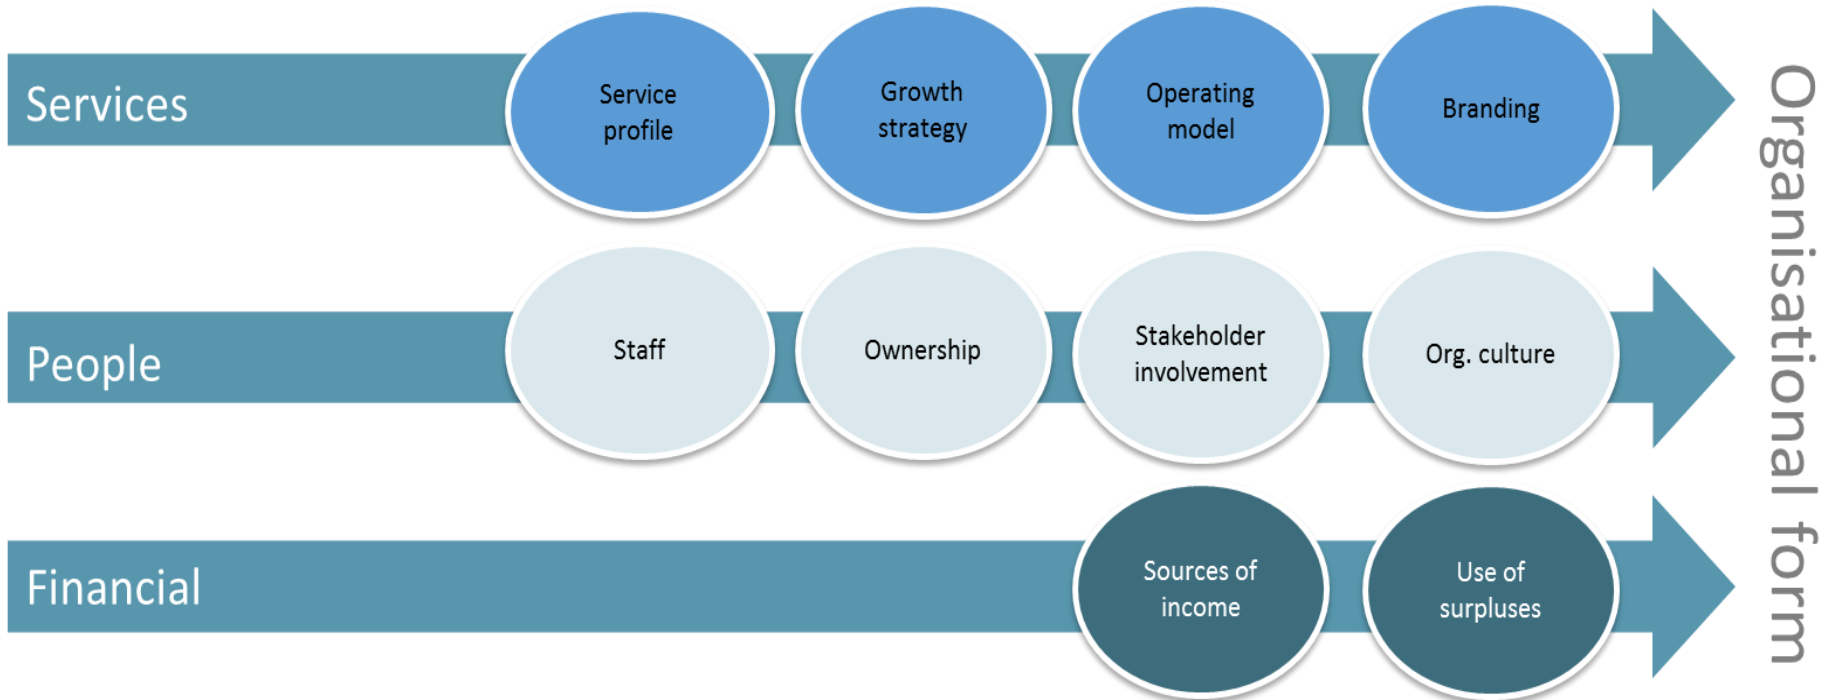 Services
Service
profile
Growth
strategy
Operating
model
Branding
People
Staff
Ownership
Stakeholder
involvement
Org. culture
Financial
Sources of
income
Use of
surpluses
Organisational form